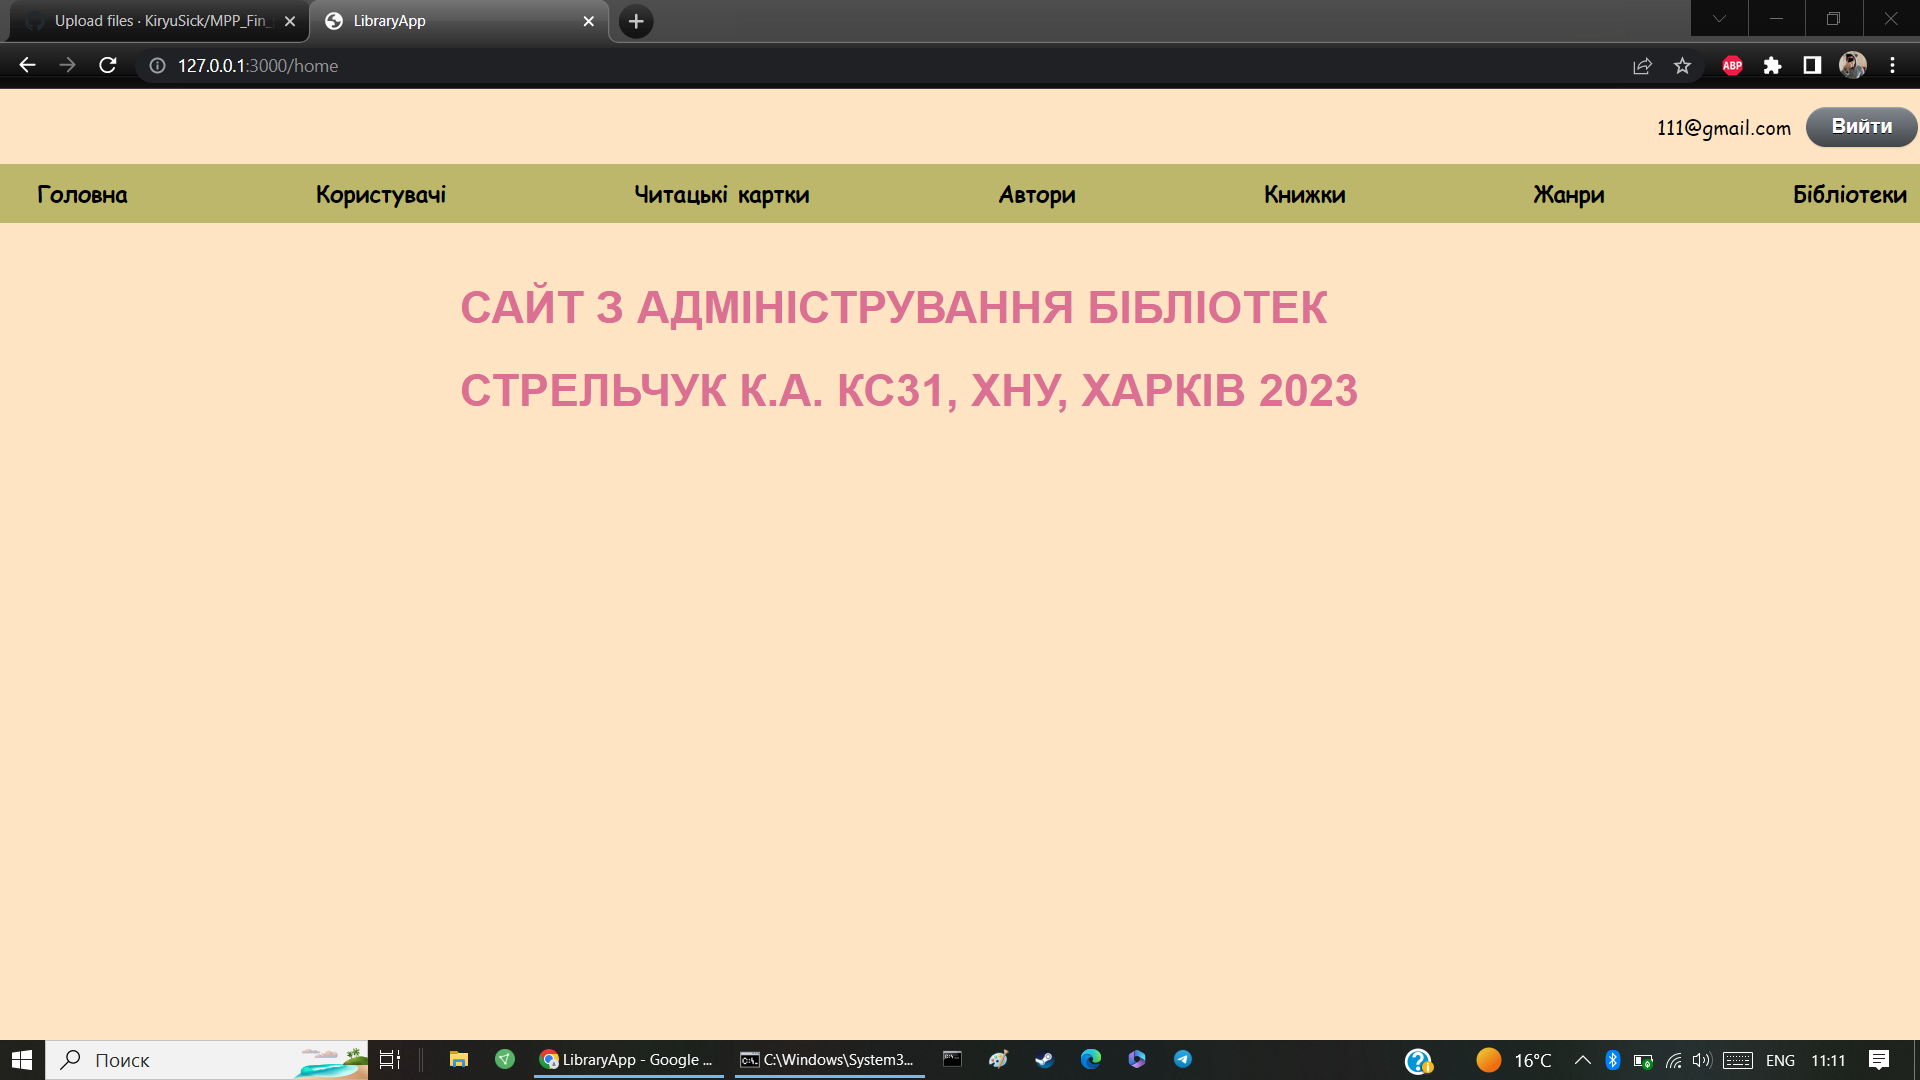 Upload files · KiryuSick/MPP_Fin_
LibraryApp
127.0.0.1:3000/home
ABP
111@gmail.com
Вийти
Головна Користувачі Читацькі картки Автори Книжки Жанри Бібліотеки
САЙТ З АДМІНІСТРУВАННЯ БІБЛІОТЕК
СТРЕЛЬЧУК К.А. КС31, ХНУ, ХАРКІВ 2023
Поиск
LibraryApp - Google ...
C:\Windows\System3...
16°C
ENG
11:11